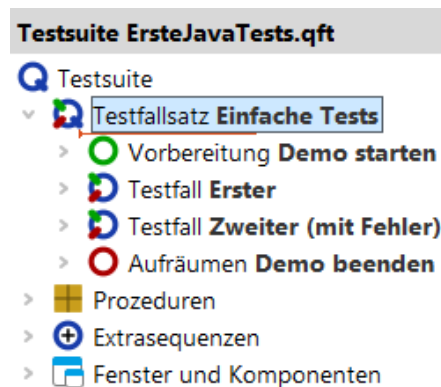 Testsuite ErsteJavaTests.qft
Testsuite
Testfallsatz Einfache Tests
Vorbereitung Demo starten
Testfall Erster
Testfall Zweiter (mit Fehler)
Aufräumen Demo beenden
Prozeduren
Extrasequenzen
Fenster und Komponenten